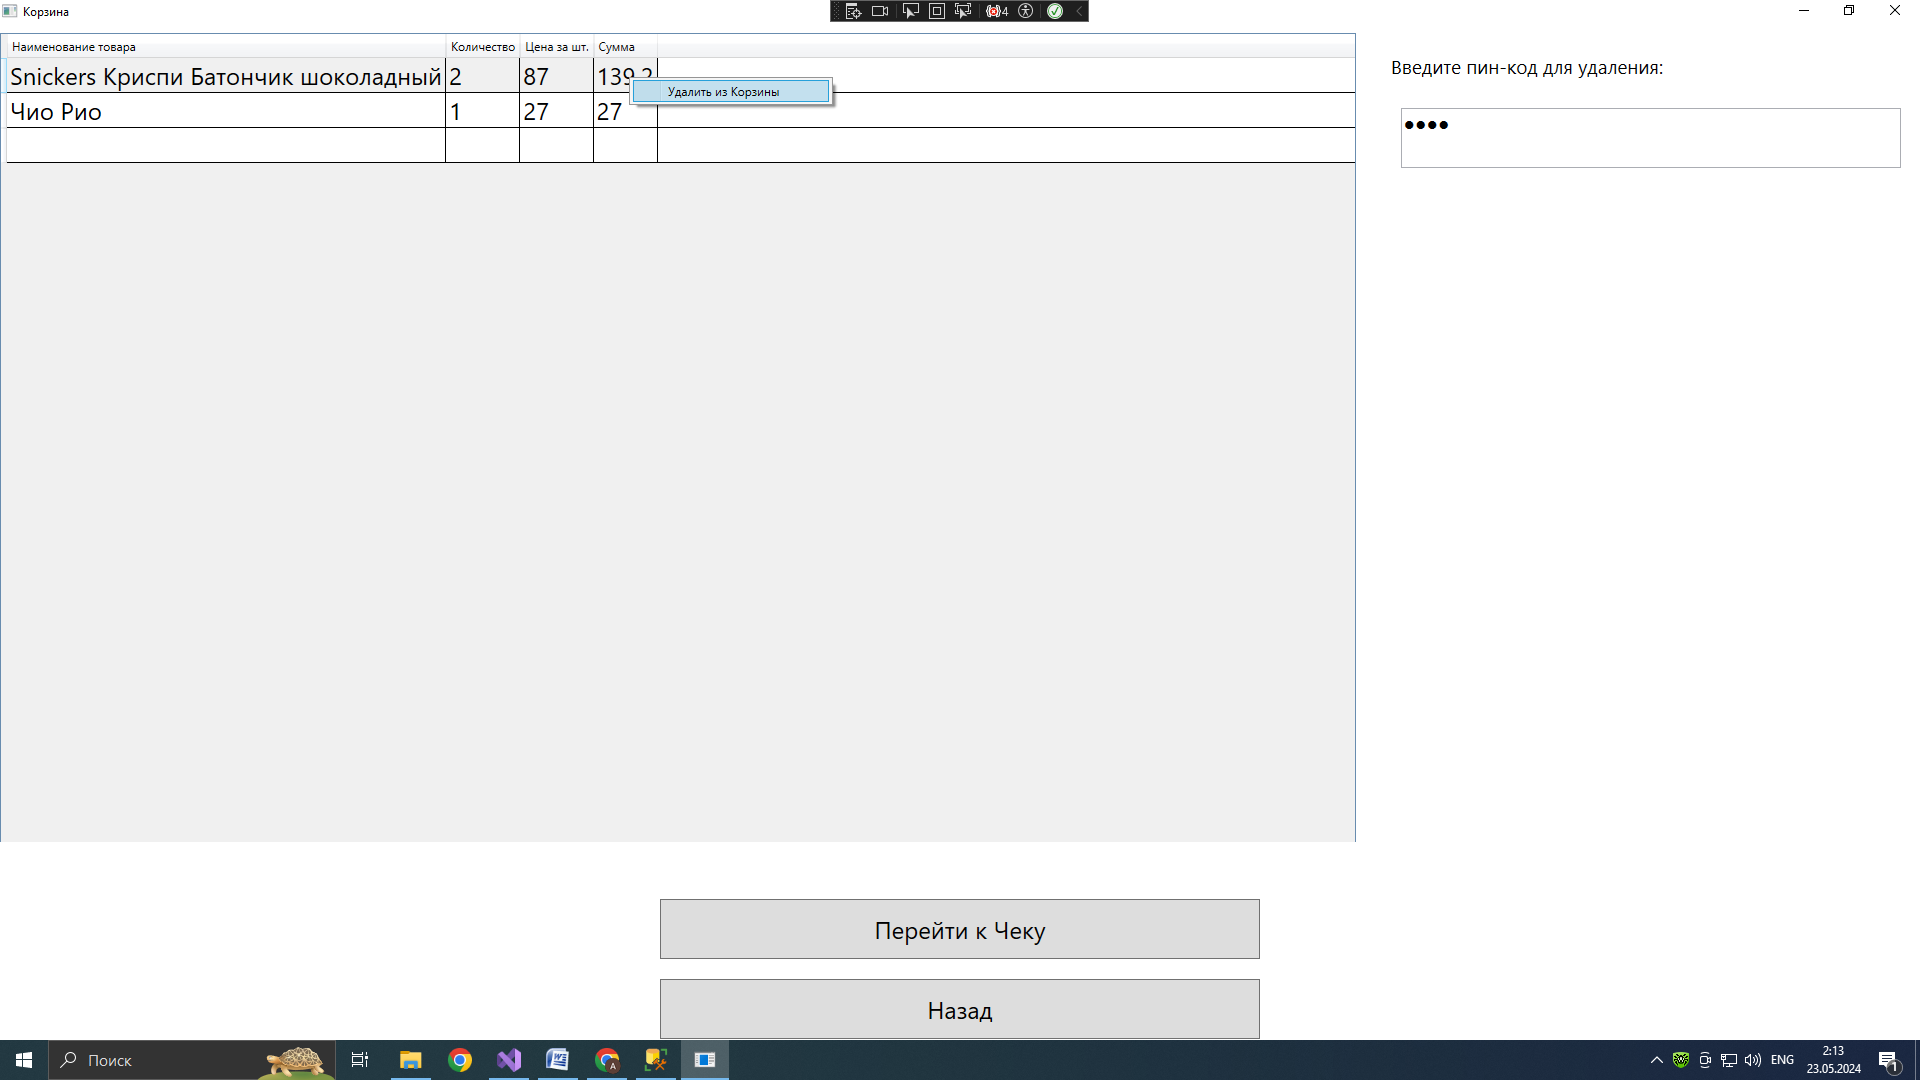 Корзина
4
Наименование товара Количество Цена за шт. Сумма
Snickers Криспи Батончик шоколадный 2 87 139,2
Удалить из Корзины
Чио Рио 1 27 27
Введите пин-код для удаления:
••••
Перейти к Чеку
Назад
Поиск
ENG
2:13
23.05.2024
1